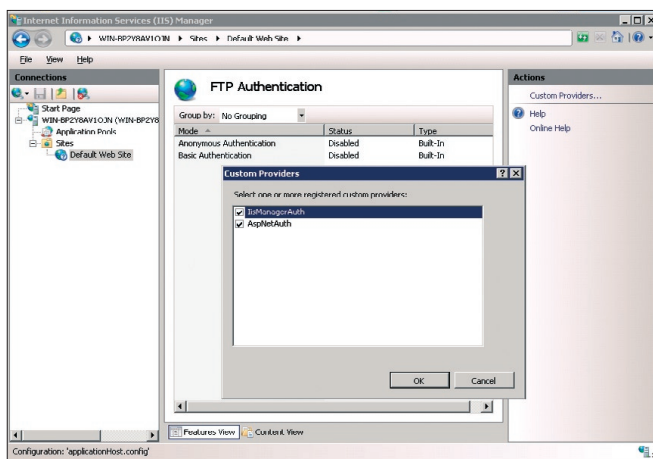 Internet Information Services (IIS) Manager
WIN-BP2Y8AV1OJN ▸ Sites ▸ Default Web Site ▸
File View Help
Connections
Start Page
WIN-BP2Y8AV1OJN (WIN-BP2Y8
Application Pools
Sites
Default Web Site
FTP Authentication
Group by: No Grouping
Mode Status Type
Anonymous Authentication Disabled Built-In
Basic Authentication Disabled Built-In
Custom Providers
Select one or more registered custom providers:
IisManagerAuth
AspNetAuth
OK Cancel
Features View Content View
Actions
Custom Providers...
Help
Online Help
Configuration: 'applicationHost.config'